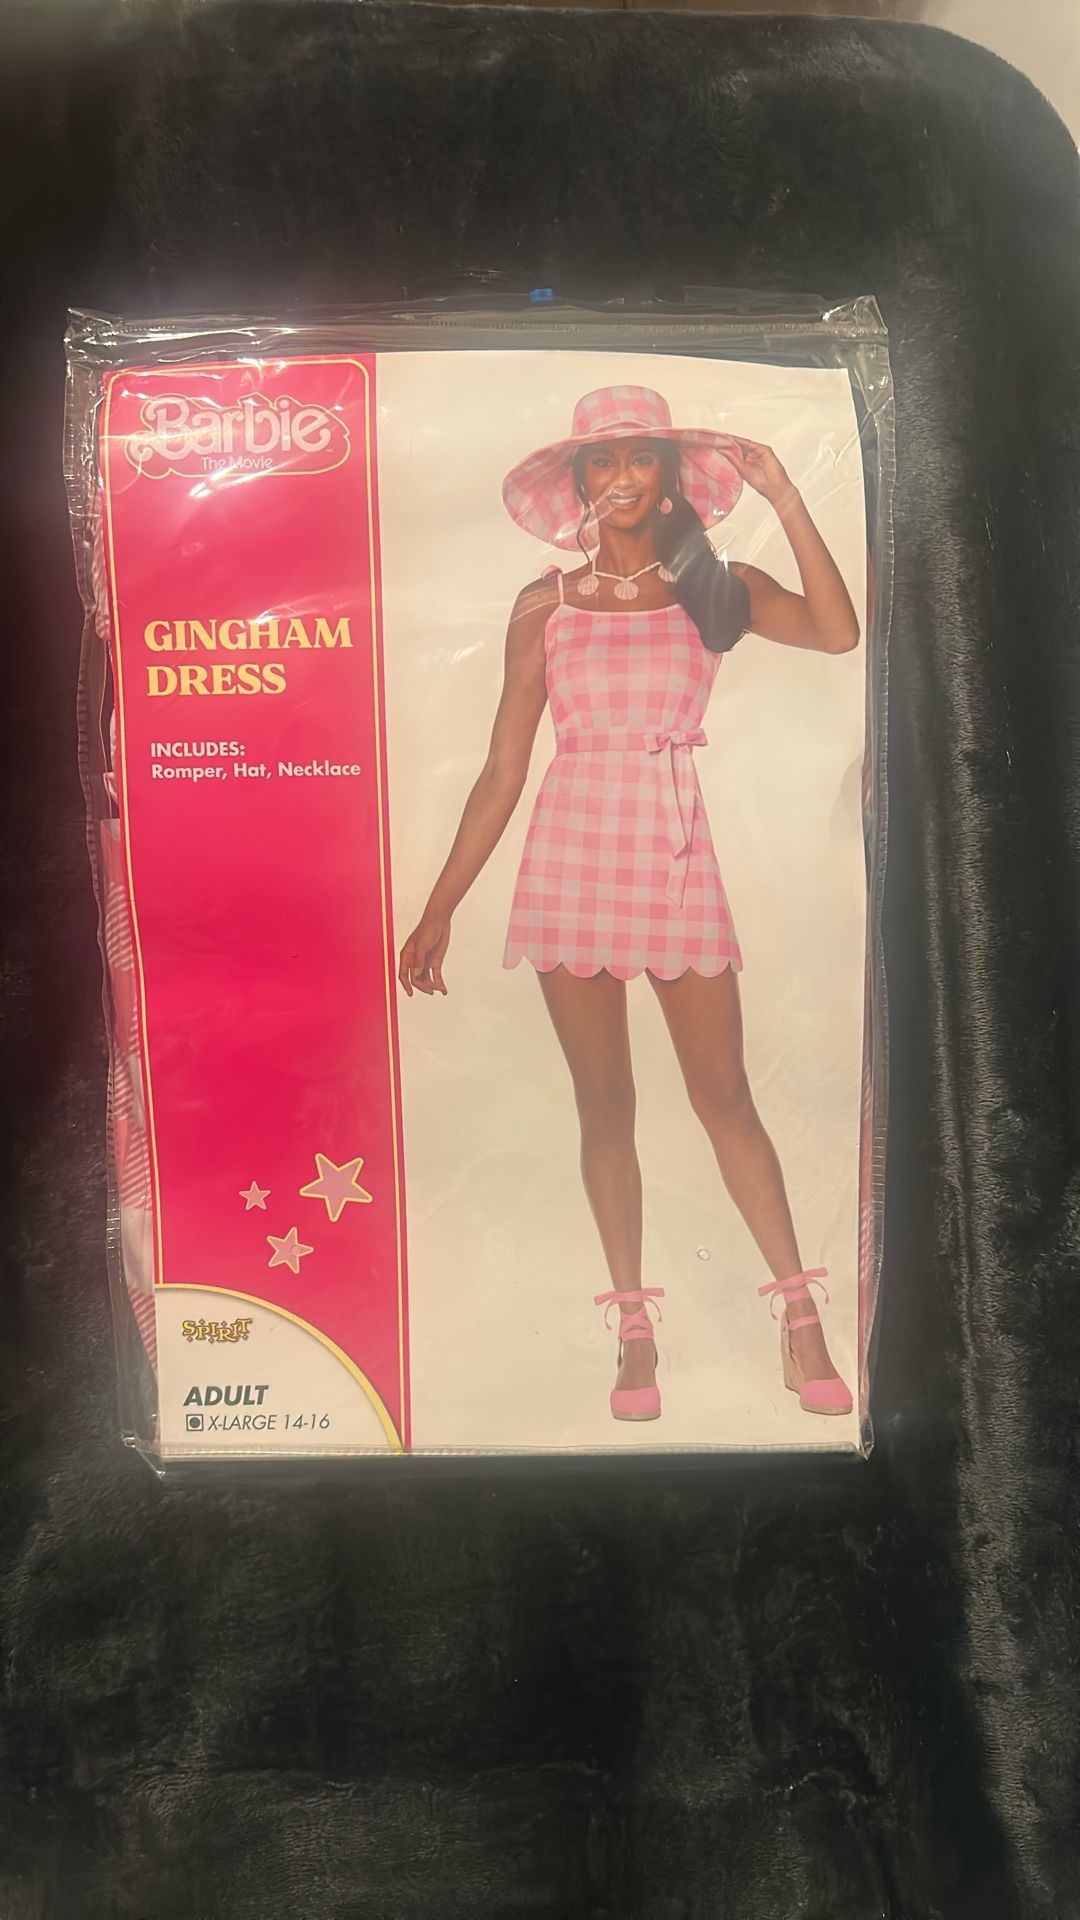 Barbie
The Movie
GINGHAM
DRESS
INCLUDES:
Romper, Hat, Necklace
SPIRIT
ADULT
X-LARGE 14-16